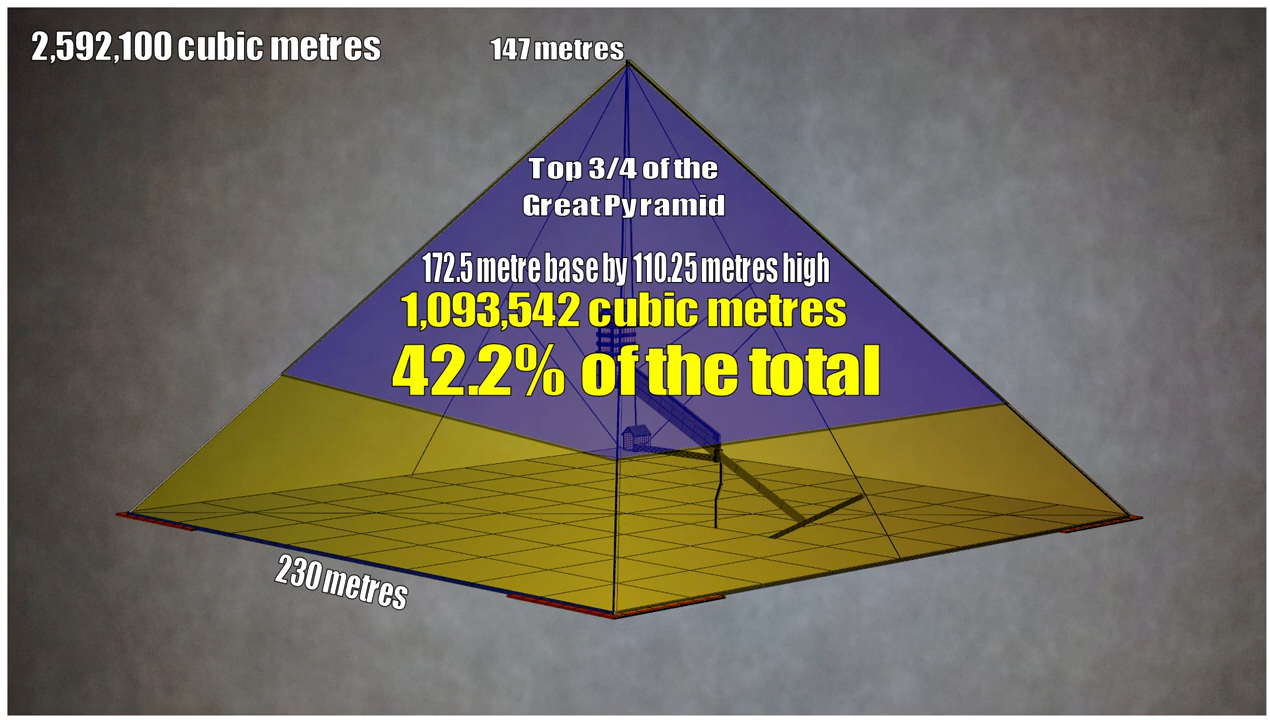 2,592,100 cubic metres
147 metres
Top 3/4 of the
Great Pyramid
172.5 metre base by 110.25 metres high
1,093,542 cubic metres
42.2% of the total
230 metres